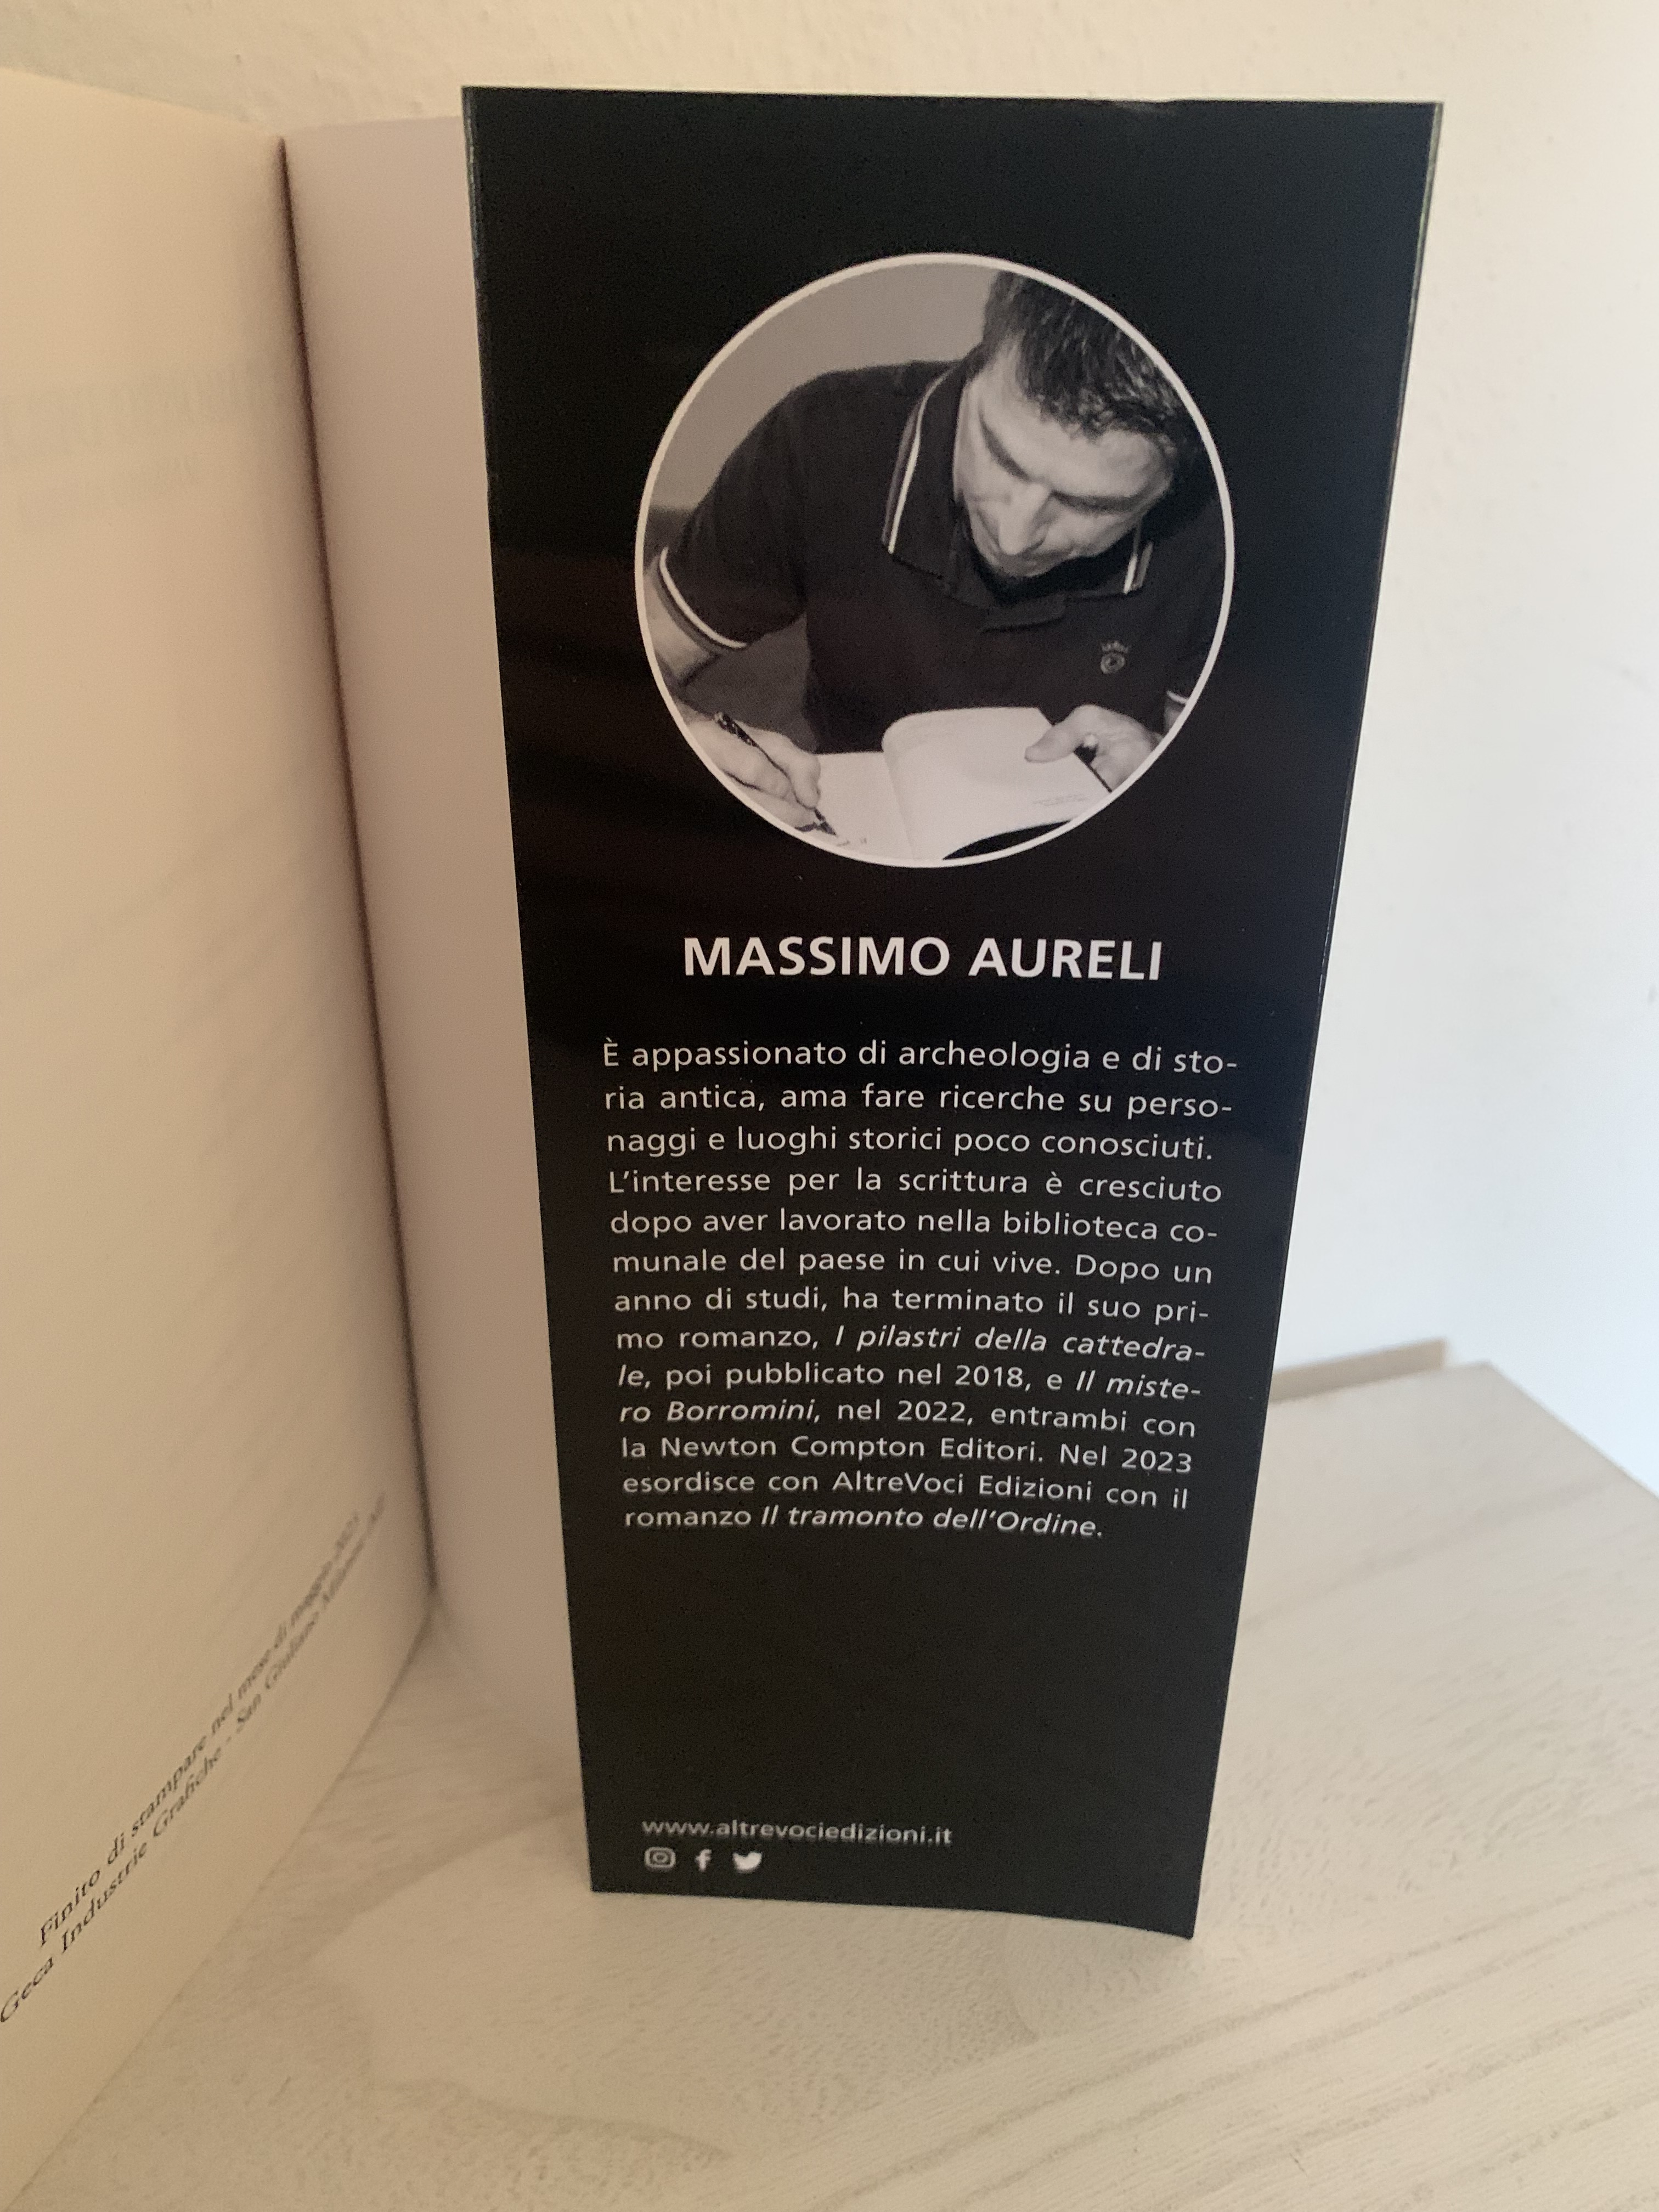 MASSIMO AURELI
È appassionato di archeologia e di sto-
ria antica, ama fare ricerche su perso-
naggi e luoghi storici poco conosciuti.
L'interesse per la scrittura è cresciuto
dopo aver lavorato nella biblioteca co-
munale del paese in cui vive. Dopo un
anno di studi, ha terminato il suo pri-
mo romanzo, I pilastri della cattedra-
le, poi pubblicato nel 2018, e Il miste-
ro Borromini, nel 2022, entrambi con
la Newton Compton Editori. Nel 2023
esordisce con AltreVoci Edizioni con il
romanzo Il tramonto dell'Ordine.
www.altrevociedizioni.it
Finito di stampare nel mese di maggio 2023
Geca Industrie Grafiche - San Giuliano